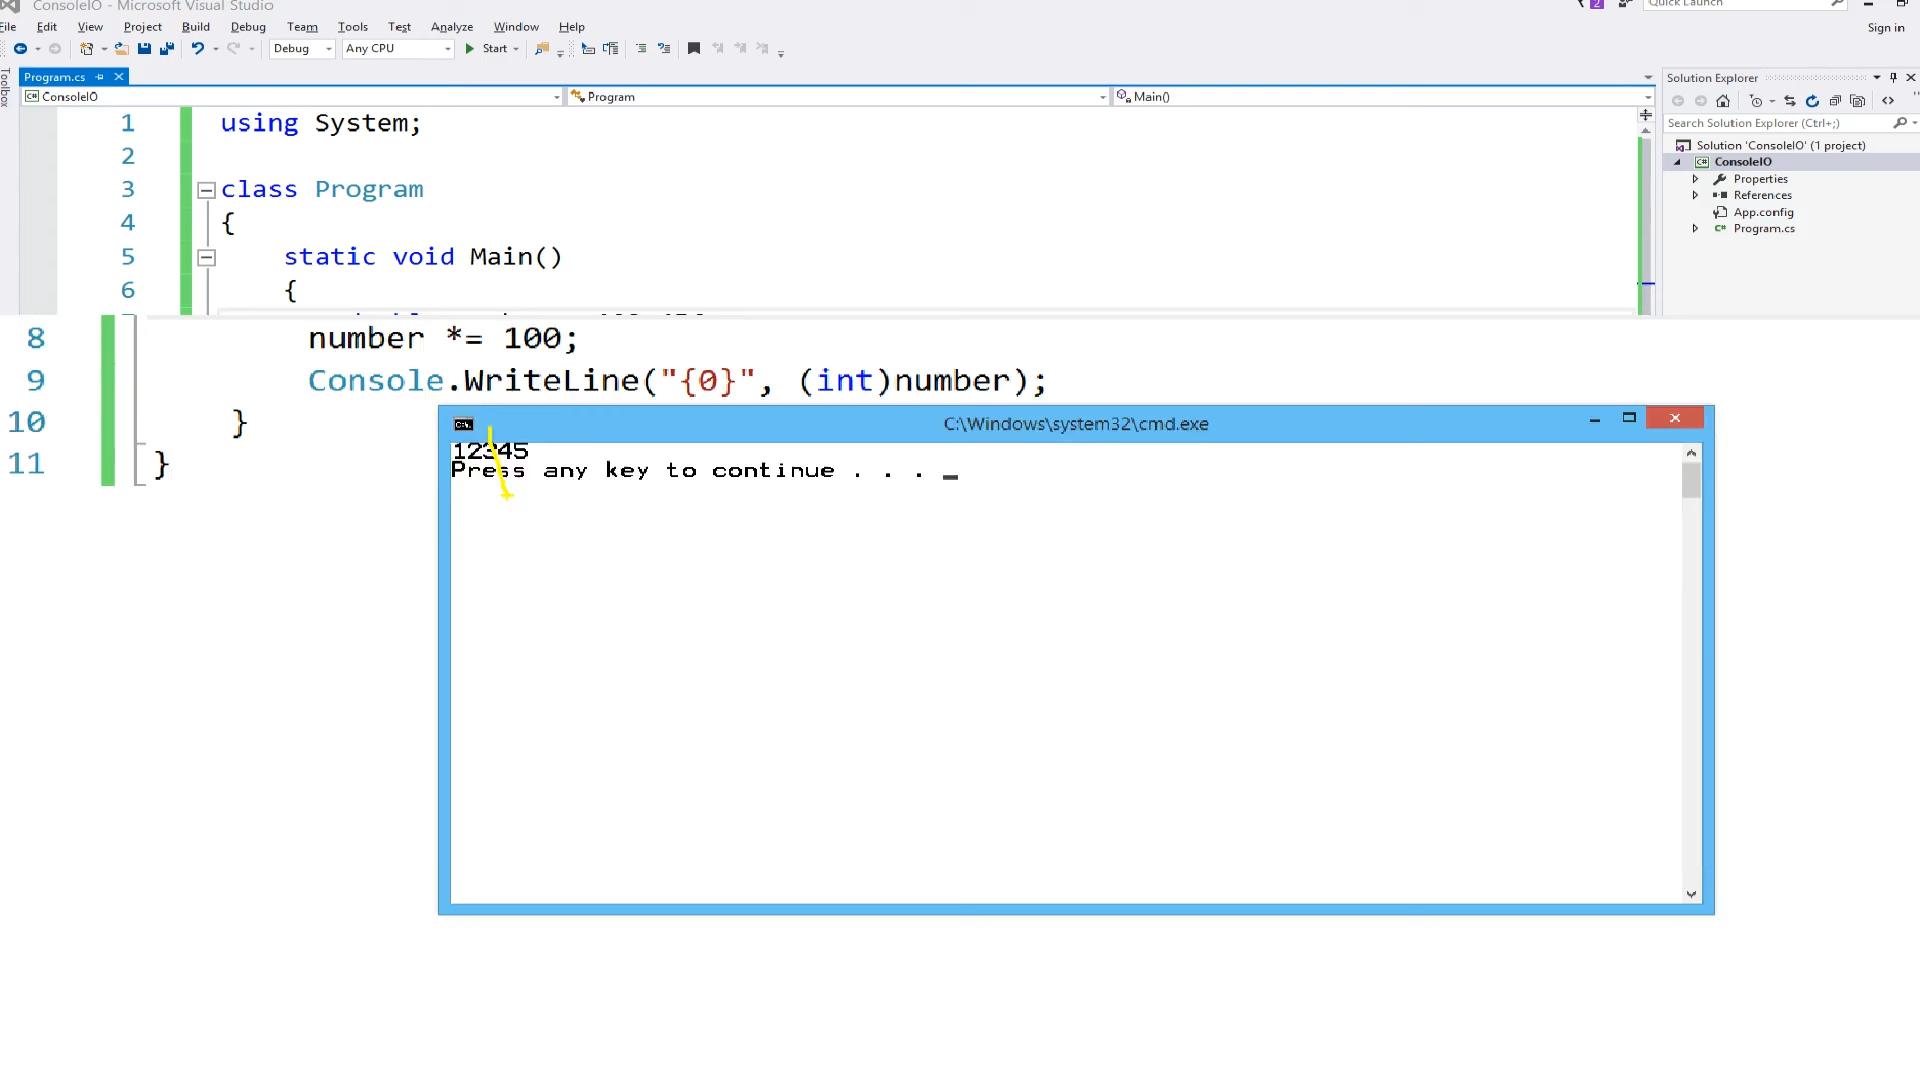 ConsoleIO - Microsoft Visual Studio
2
Quick Launch
File Edit View Project Build Debug Team Tools Test Analyze Window Help
Sign in
Debug Any CPU Start
Toolbox
Program.cs
Solution Explorer
ConsoleIO Program Main()
Search Solution Explorer (Ctrl+;)
Solution 'ConsoleIO' (1 project)
ConsoleIO
Properties
References
App.config
Program.cs
1 using System;
2
3 class Program
4 {
5 static void Main()
6 {
8 number *= 100;
9 Console.WriteLine("{0}", (int)number);
10 }
11 }
C:\Windows\system32\cmd.exe
12345
Press any key to continue . . . _